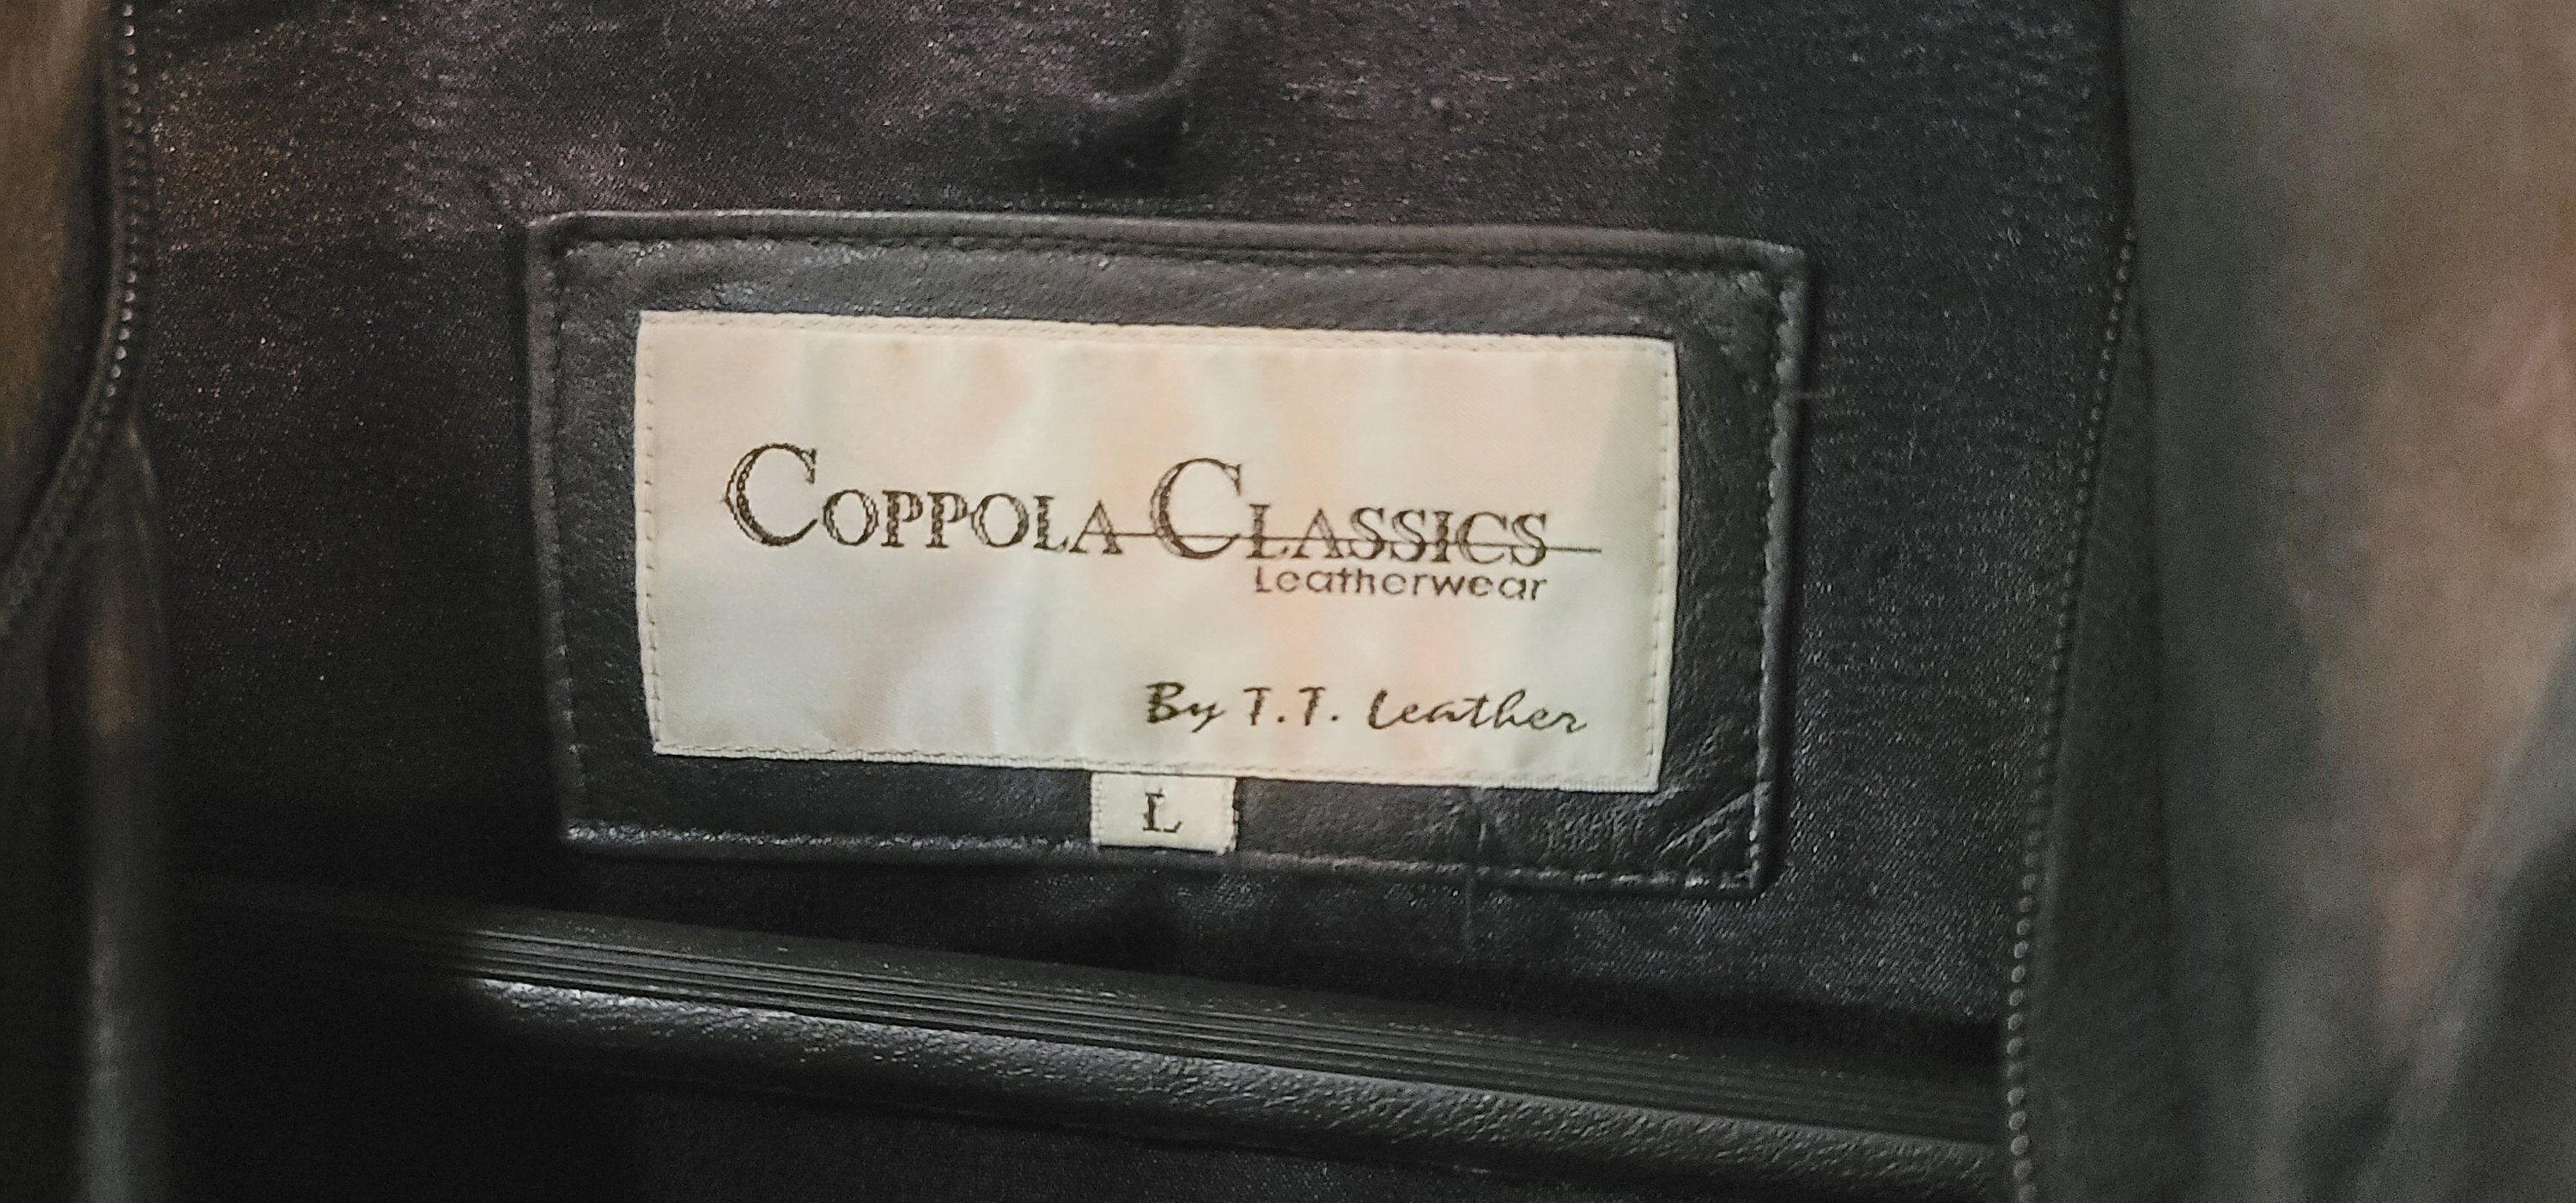 COPPOLA CLASSICS
Leatherwear
By T.T. Leather
L